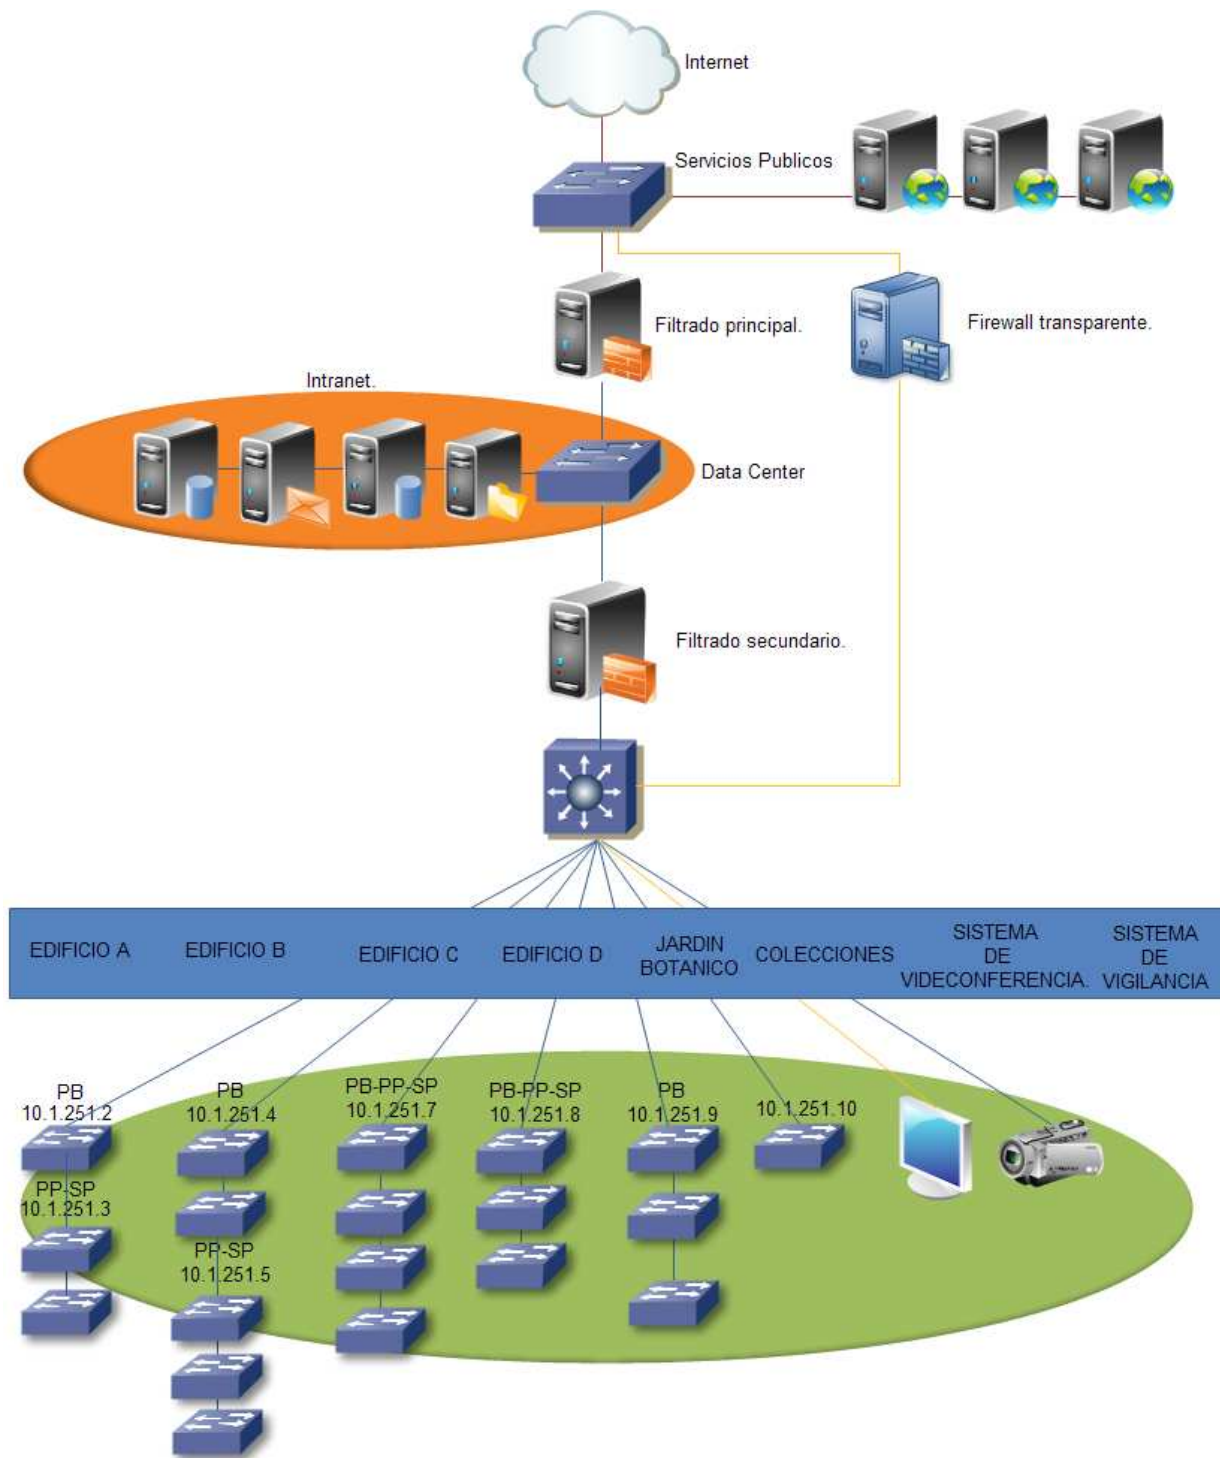 Internet
Servicios Publicos
Filtrado principal.
Firewall transparente.
Intranet.
Data Center
Filtrado secundario.
EDIFICIO A
EDIFICIO B
EDIFICIO C
EDIFICIO D
JARDIN
BOTANICO
COLECCIONES
SISTEMA
DE
VIDECONFERENCIA.
SISTEMA
DE
VIGILANCIA
PB
10.1.251.2
PB
10.1.251.4
PB-PP-SP
10.1.251.7
PB-PP-SP
10.1.251.8
PB
10.1.251.9
10.1.251.10
PP-SP
10.1.251.3
PP-SP
10.1.251.5